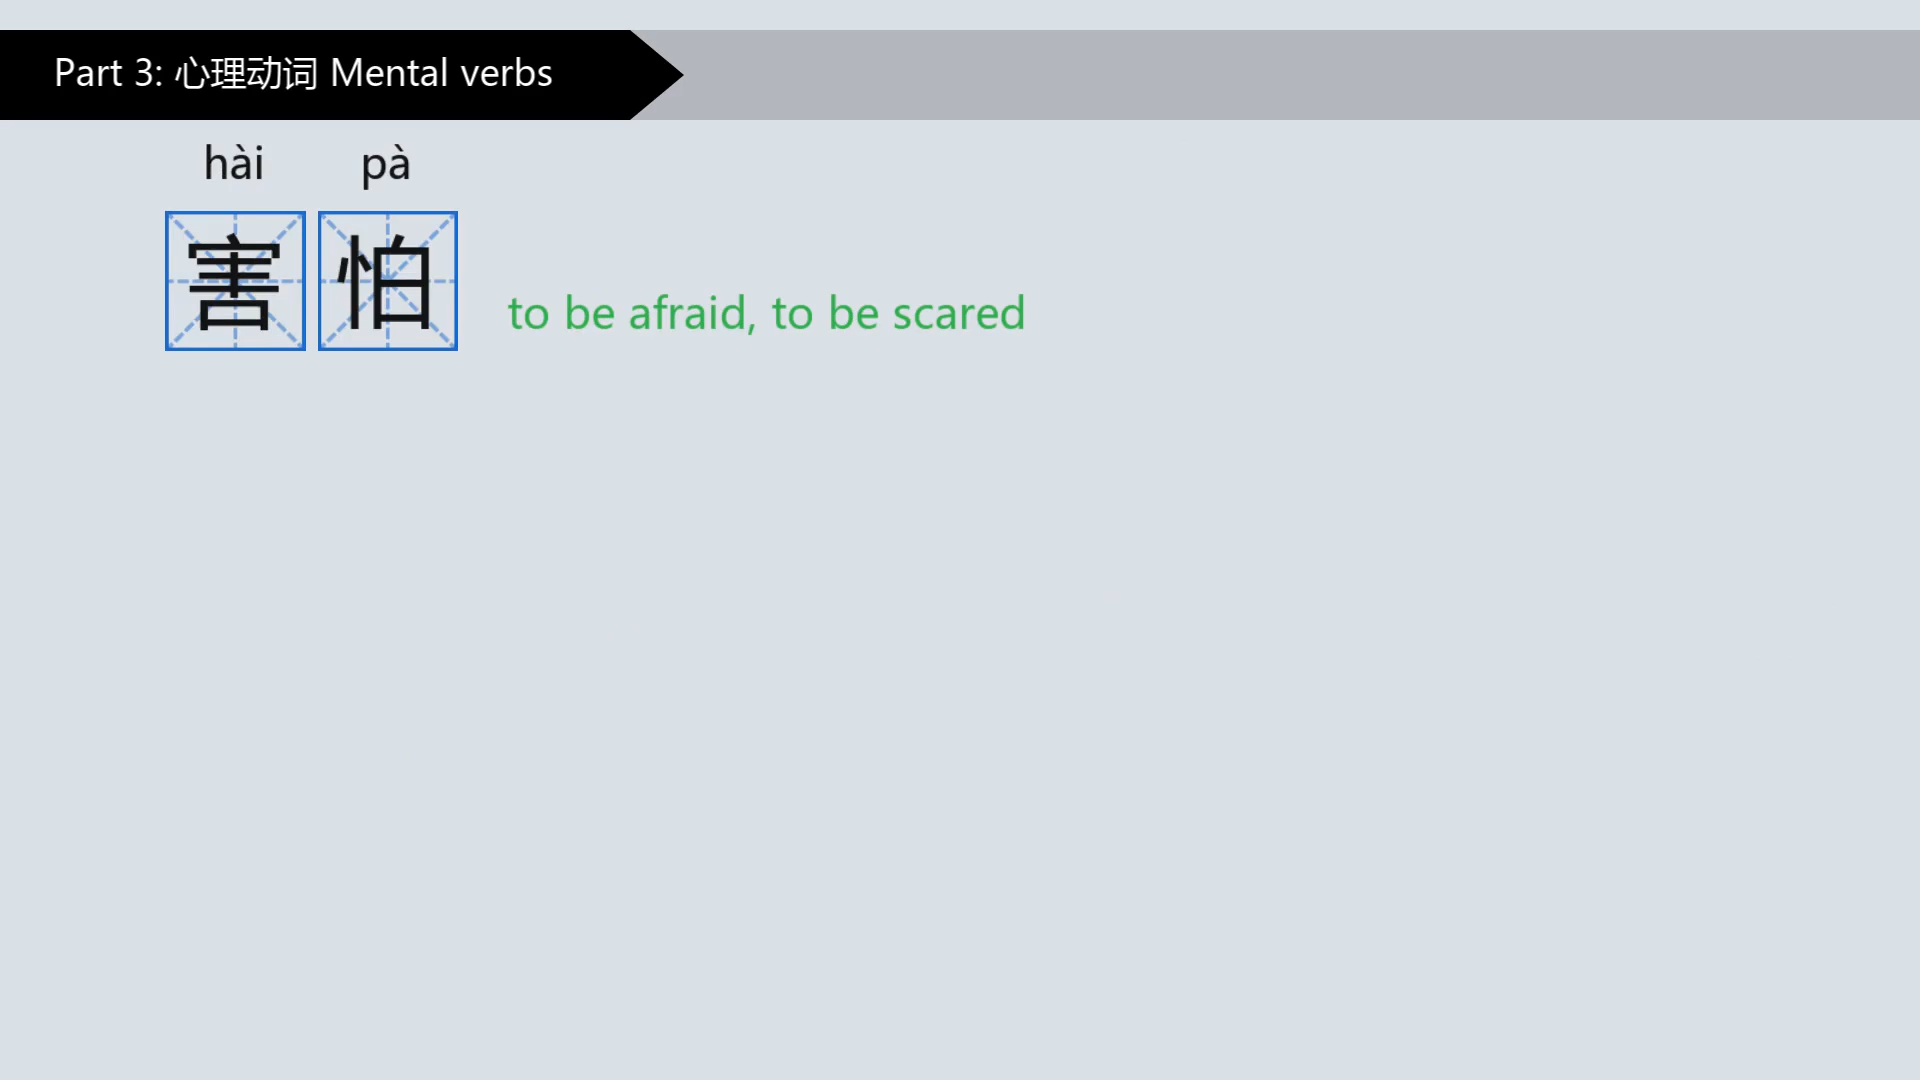 Part 3: 心理动词 Mental verbs
hài pà
害怕 to be afraid, to be scared